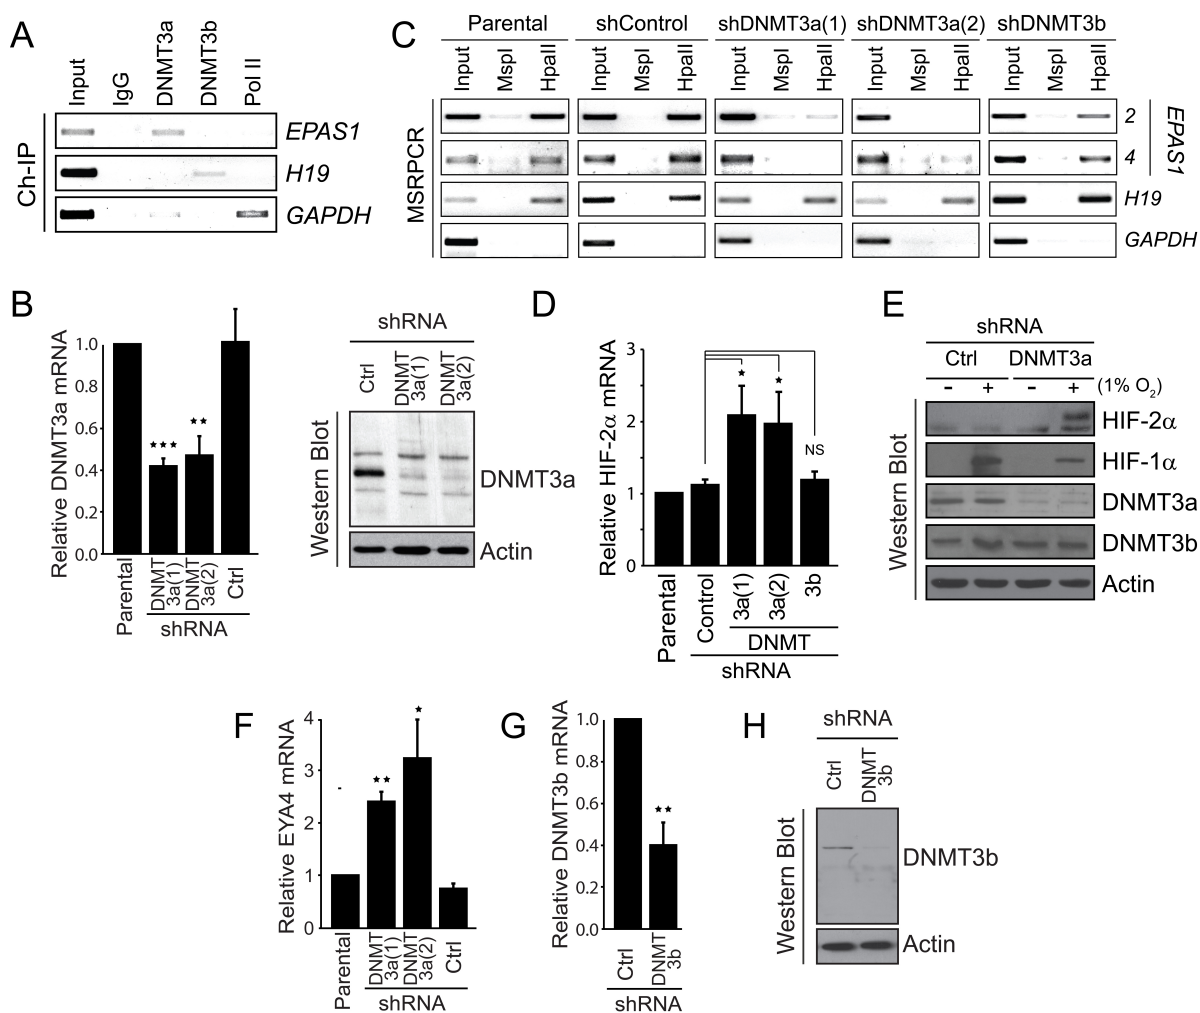 A
Input
IgG
DNMT3a
DNMT3b
Pol II
Ch-IP
EPAS1
H19
GAPDH
C
Parental
shControl
shDNMT3a(1)
shDNMT3a(2)
shDNMT3b
Input
MspI
HpaII
Input
MspI
HpaII
Input
MspI
HpaII
Input
MspI
HpaII
Input
MspI
HpaII
MSRPCR
2
4
EPAS1
H19
GAPDH
B
Relative DNMT3a mRNA
1.0
0.8
0.6
0.4
0.2
0.0
★★★
★★
Parental
DNMT
3a(1)
DNMT
3a(2)
Ctrl
shRNA
shRNA
Ctrl
DNMT
3a(1)
DNMT
3a(2)
Western Blot
DNMT3a
Actin
D
Relative HIF-2α mRNA
3
2
1
0
★
★
NS
Parental
Control
3a(1)
3a(2)
3b
DNMT
shRNA
E
shRNA
Ctrl
DNMT3a
- + - + (1% O2)
Western Blot
HIF-2α
HIF-1α
DNMT3a
DNMT3b
Actin
F
Relative EYA4 mRNA
4
3
2
1
0
-
★★
★
Parental
DNMT
3a(1)
DNMT
3a(2)
Ctrl
shRNA
G
Relative DNMT3b mRNA
1.0
0.8
0.6
0.4
0.2
0.0
★★
Ctrl
DNMT
3b
shRNA
H
shRNA
Ctrl
DNMT
3b
Western Blot
DNMT3b
Actin